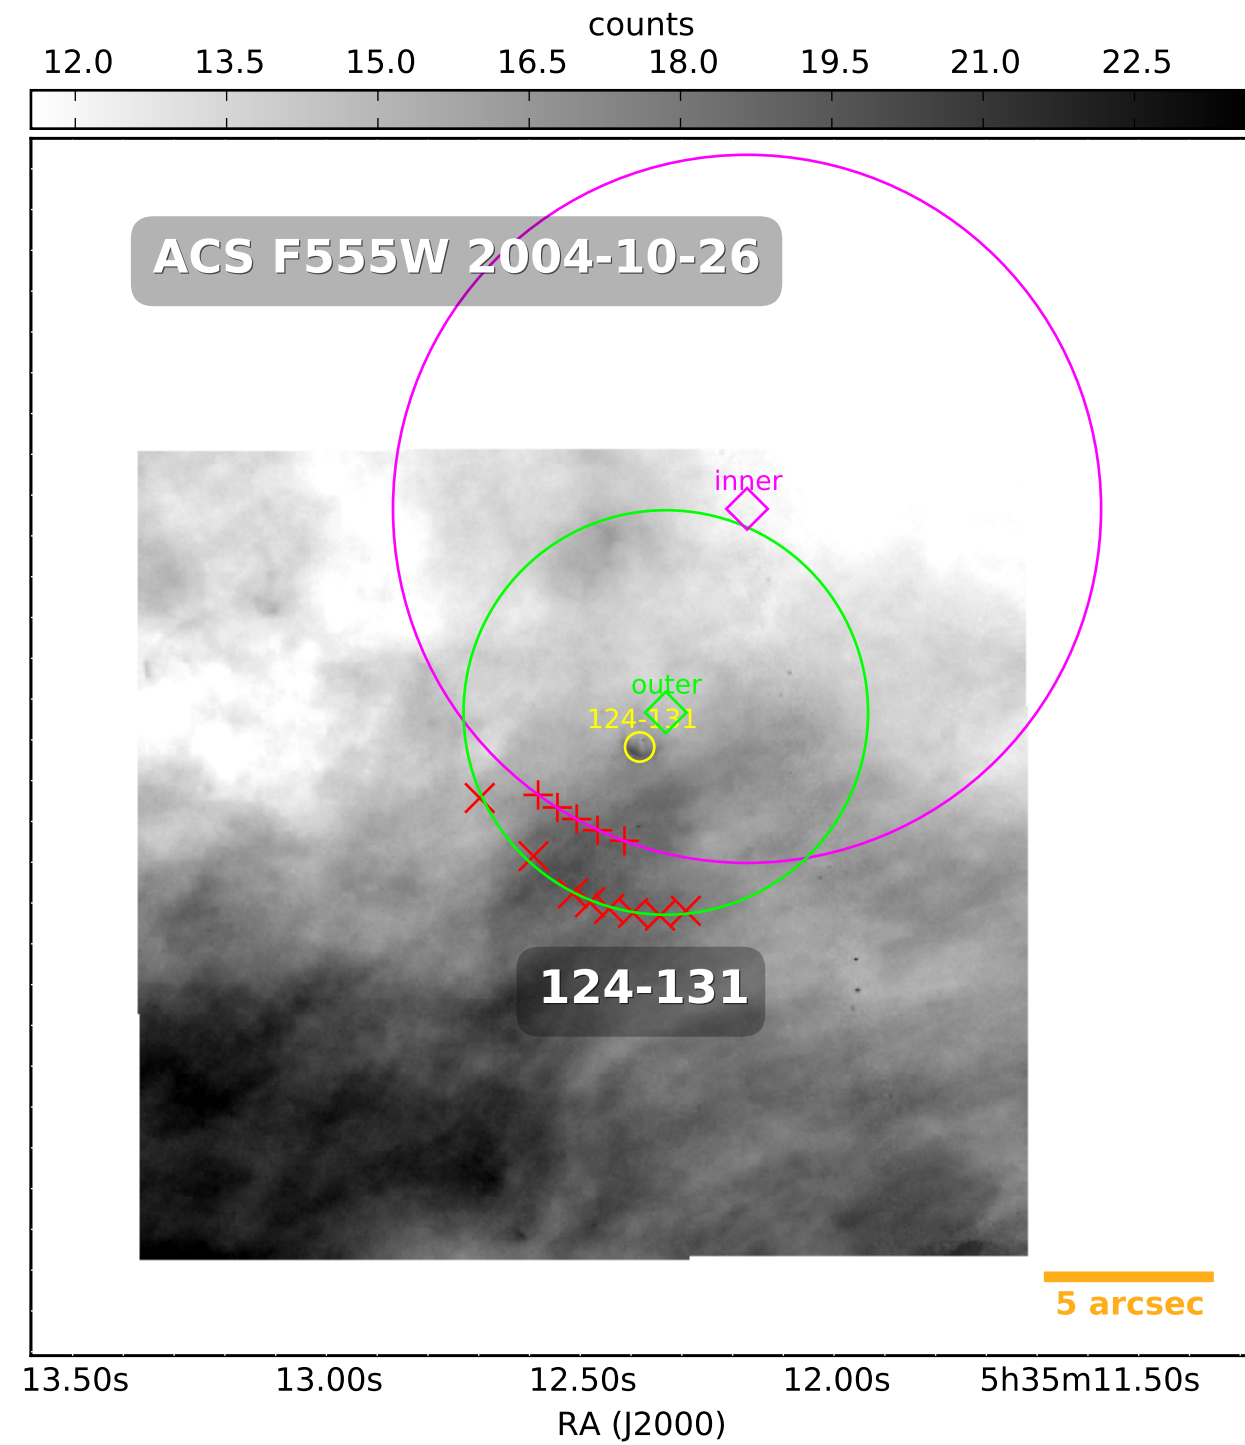 counts
12.0 13.5 15.0 16.5 18.0 19.5 21.0 22.5
ACS F555W 2004-10-26
inner
outer
124-131
124-131
5 arcsec
13.50s 13.00s 12.50s 12.00s 5h35m11.50s
RA (J2000)